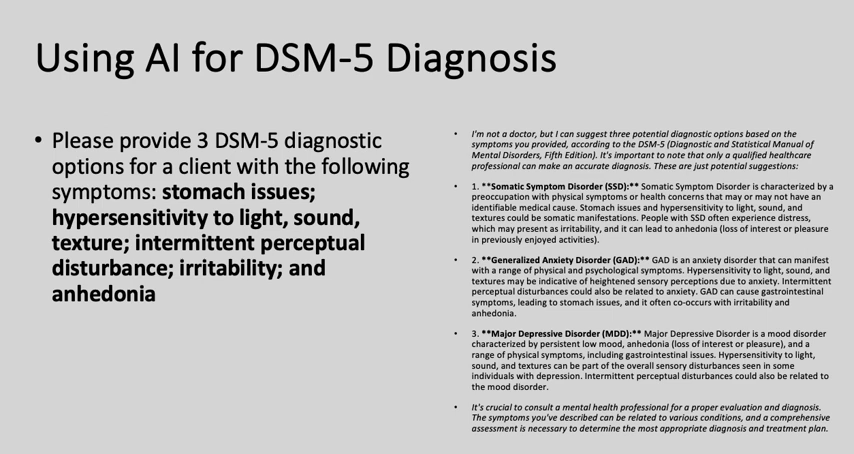 Using AI for DSM-5 Diagnosis
• Please provide 3 DSM-5 diagnostic
options for a client with the following
symptoms: stomach issues;
hypersensitivity to light, sound,
texture; intermittent perceptual
disturbance; irritability; and
anhedonia
• I'm not a doctor, but I can suggest three potential diagnostic options based on the
symptoms you provided, according to the DSM-5 (Diagnostic and Statistical Manual of
Mental Disorders, Fifth Edition). It's important to note that only a qualified healthcare
professional can make an accurate diagnosis. These are just potential suggestions:
• 1. **Somatic Symptom Disorder (SSD):** Somatic Symptom Disorder is characterized by a
preoccupation with physical symptoms or health concerns that may or may not have an
identifiable medical cause. Stomach issues and hypersensitivity to light, sound, and
textures could be somatic manifestations. People with SSD often experience distress,
which may present as irritability, and it can lead to anhedonia (loss of interest or pleasure
in previously enjoyed activities).
• 2. **Generalized Anxiety Disorder (GAD):** GAD is an anxiety disorder that can manifest
with a range of physical and psychological symptoms. Hypersensitivity to light, sound, and
textures may be indicative of heightened sensory perceptions due to anxiety. Intermittent
perceptual disturbances could also be related to anxiety. GAD can cause gastrointestinal
symptoms, leading to stomach issues, and it often co-occurs with irritability and
anhedonia.
• 3. **Major Depressive Disorder (MDD):** Major Depressive Disorder is a mood disorder
characterized by persistent low mood, anhedonia (loss of interest or pleasure), and a
range of physical symptoms, including gastrointestinal issues. Hypersensitivity to light,
sound, and textures can be part of the overall sensory disturbances seen in some
individuals with depression. Intermittent perceptual disturbances could also be related to
the mood disorder.
• It's crucial to consult a mental health professional for a proper evaluation and diagnosis.
The symptoms you've described can be related to various conditions, and a comprehensive
assessment is necessary to determine the most appropriate diagnosis and treatment plan.